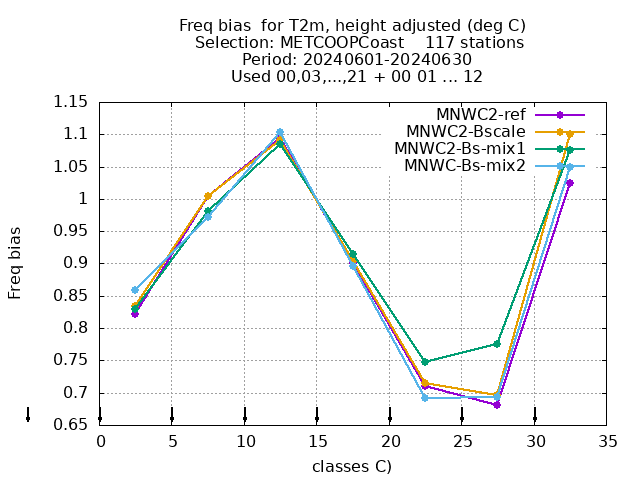 Freq bias  for T2m, height adjusted (deg C)
Selection: METCOOPCoast    117 stations
Period: 20240601-20240630
Used 00,03,...,21 + 00 01 ... 12
MNWC2-ref
MNWC2-Bscale
MNWC2-Bs-mix1
MNWC-Bs-mix2
Freq bias
1.15
1.1
1.05
1
0.95
0.9
0.85
0.8
0.75
0.7
0.65
0 5 10 15 20 25 30 35
classes C)